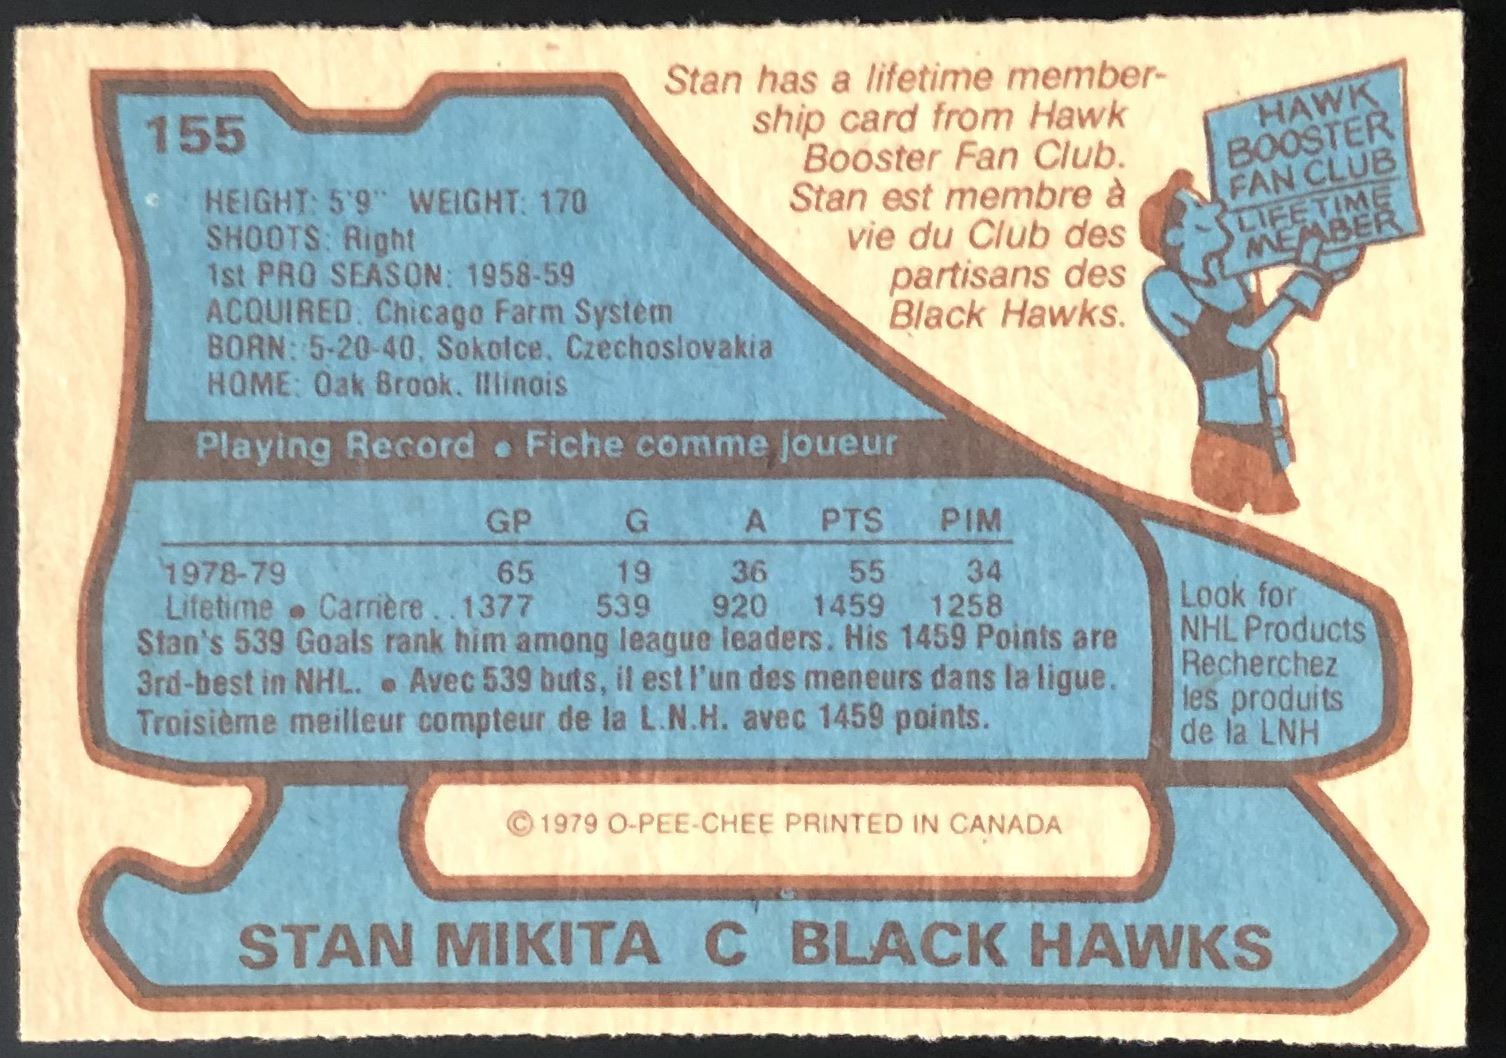 155
HEIGHT: 5'9" WEIGHT: 170
SHOOTS: Right
1st PRO SEASON: 1958-59
ACQUIRED: Chicago Farm System
BORN: 5-20-40, Sokolce, Czechoslovakia
HOME: Oak Brook, Illinois
Stan has a lifetime member-
ship card from Hawk
Booster Fan Club.
Stan est membre à
vie du Club des
partisans des
Black Hawks.
HAWK
BOOSTER
FAN CLUB
LIFETIME
MEMBER
Playing Record • Fiche comme joueur
GP G A PTS PIM
1978-79 65 19 36 55 34
Lifetime • Carrière .. 1377 539 920 1459 1258
Stan's 539 Goals rank him among league leaders. His 1459 Points are
3rd-best in NHL. • Avec 539 buts, il est l'un des meneurs dans la ligue.
Troisième meilleur compteur de la L.N.H. avec 1459 points.
Look for
NHL Products
Recherchez
les produits
de la LNH
© 1979 O-PEE-CHEE PRINTED IN CANADA
STAN MIKITA C BLACK HAWKS